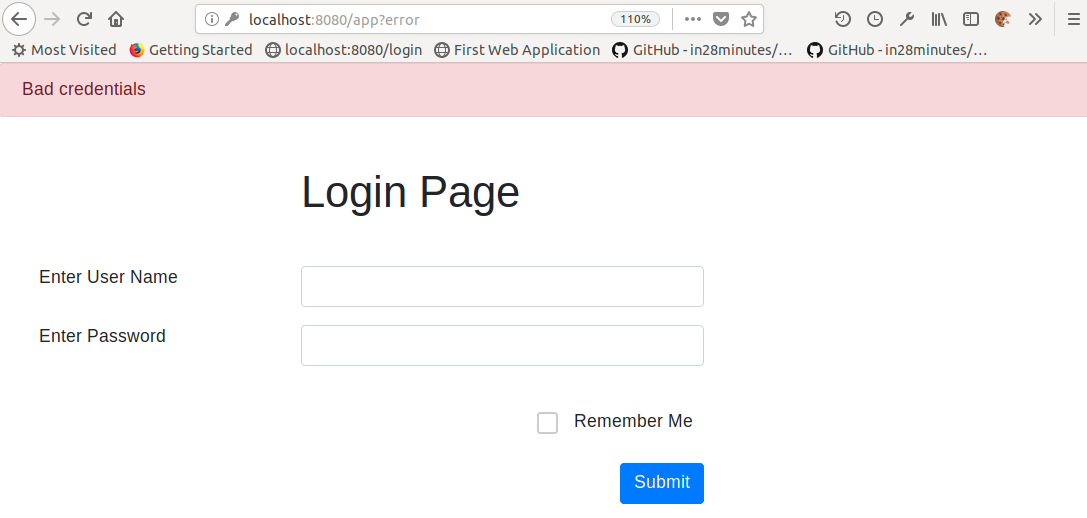 localhost:8080/app?error 110%
Most Visited Getting Started localhost:8080/login First Web Application GitHub - in28minutes/... GitHub - in28minutes/...
Bad credentials
Login Page
Enter User Name
Enter Password
Remember Me
Submit